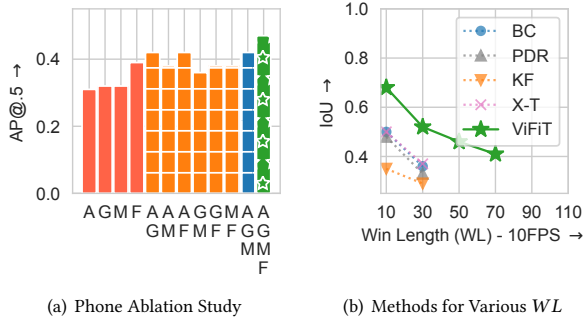 AP@.5 →
0.4
0.2
0.0
A G M F A A A G G M A A
G M F M F F G G
M M
F
(a) Phone Ablation Study
IoU →
1.0
0.8
0.6
0.4
BC
PDR
KF
X-T
ViFiT
10 30 50 70 90 110
Win Length (WL) - 10FPS →
(b) Methods for Various WL